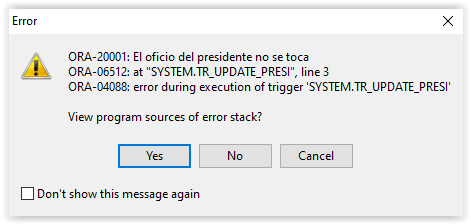 Error
ORA-20001: El oficio del presidente no se toca
ORA-06512: at "SYSTEM.TR_UPDATE_PRESI", line 3
ORA-04088: error during execution of trigger 'SYSTEM.TR_UPDATE_PRESI'
View program sources of error stack?
Yes No Cancel
Don't show this message again